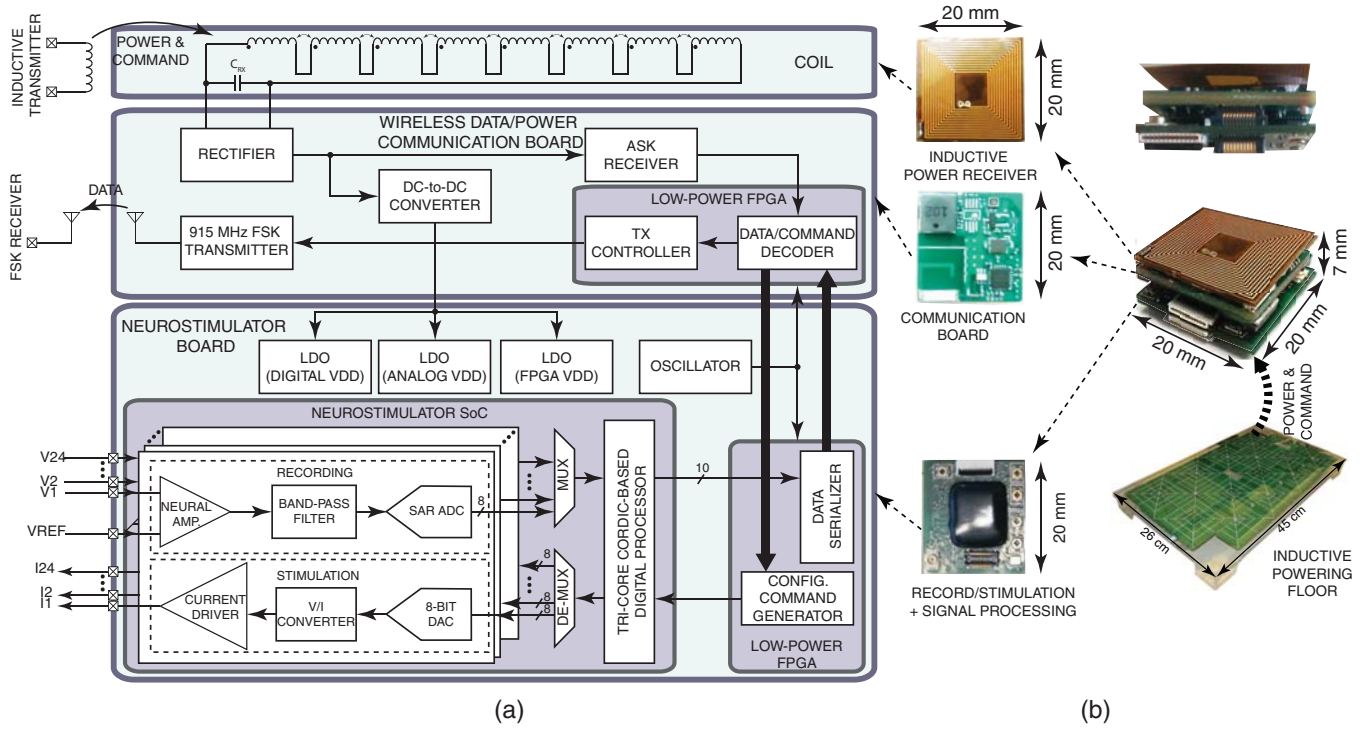 INDUCTIVE
TRANSMITTER
POWER &
COMMAND
C_RX
COIL
WIRELESS DATA/POWER
COMMUNICATION BOARD
RECTIFIER
ASK
RECEIVER
DC-to-DC
CONVERTER
LOW-POWER FPGA
FSK RECEIVER
DATA
915 MHz FSK
TRANSMITTER
TX
CONTROLLER
DATA/COMMAND
DECODER
NEUROSTIMULATOR
BOARD
LDO
(DIGITAL VDD)
LDO
(ANALOG VDD)
LDO
(FPGA VDD)
OSCILLATOR
NEUROSTIMULATOR SoC
V24
V2
V1
VREF
I24
I2
I1
RECORDING
NEURAL
AMP.
BAND-PASS
FILTER
SAR ADC
8
MUX
STIMULATION
CURRENT
DRIVER
V/I
CONVERTER
8-BIT
DAC
8
8
8
DE-MUX
TRI-CORE CORDIC-BASED
DIGITAL PROCESSOR
10
DATA
SERIALIZER
CONFIG.
COMMAND
GENERATOR
LOW-POWER
FPGA
(a)
20 mm
20 mm
INDUCTIVE
POWER RECEIVER
102
20 mm
COMMUNICATION
BOARD
20 mm
RECORD/STIMULATION
+ SIGNAL PROCESSING
7 mm
20 mm
20 mm
POWER &
COMMAND
26 cm
45 cm
INDUCTIVE
POWERING
FLOOR
(b)